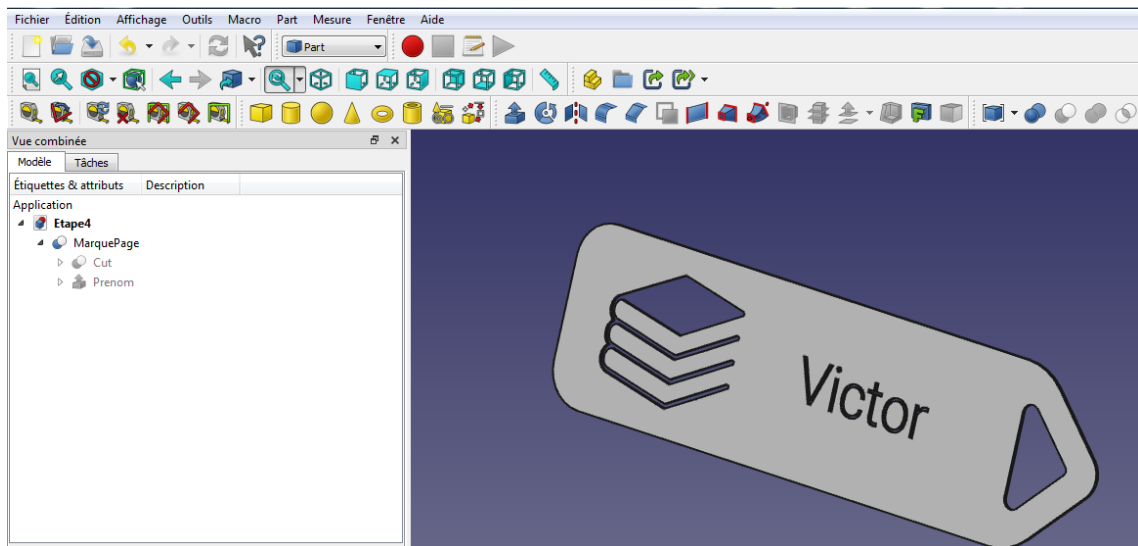 Fichier Édition Affichage Outils Macro Part Mesure Fenêtre Aide
Part
Vue combinée
Modèle Tâches
Étiquettes & attributs Description
Application
Etape4
MarquePage
Cut
Prenom
Victor